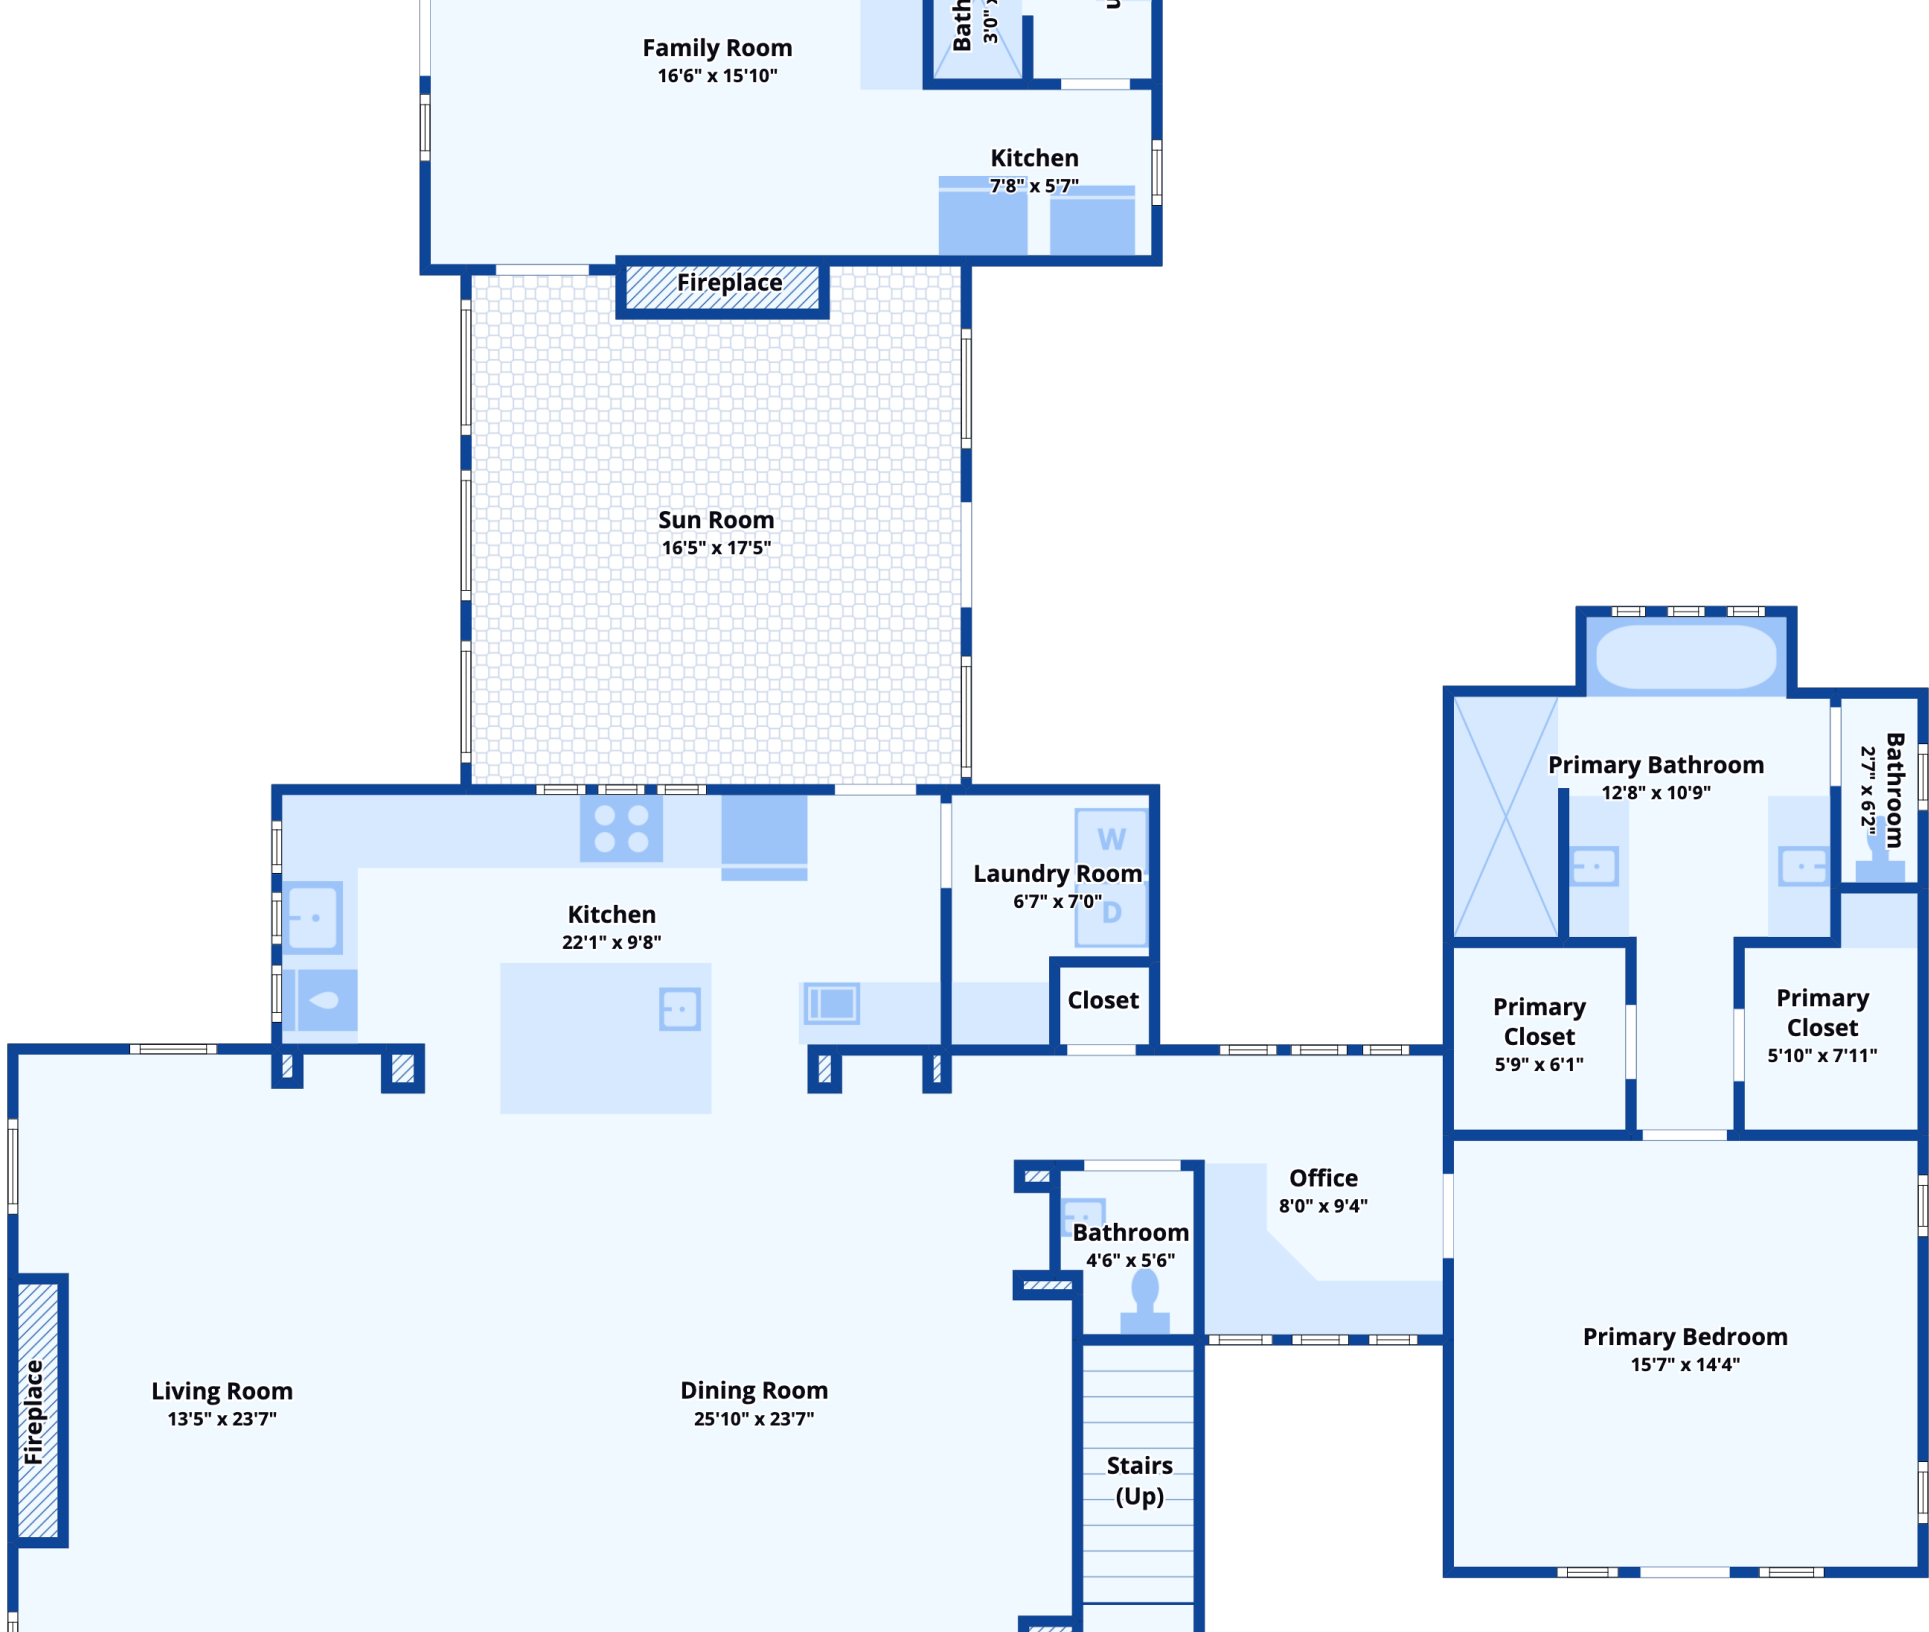 Family Room
16'6" x 15'10"
Bath
3'0"
Kitchen
7'8" x 5'7"
Fireplace
Sun Room
16'5" x 17'5"
Primary Bathroom
12'8" x 10'9"
Bathroom
2'7" x 6'2"
W
Laundry Room
6'7" x 7'0"
D
Kitchen
22'1" x 9'8"
Closet
Primary
Closet
5'9" x 6'1"
Primary
Closet
5'10" x 7'11"
Office
8'0" x 9'4"
Bathroom
4'6" x 5'6"
Primary Bedroom
15'7" x 14'4"
Fireplace
Living Room
13'5" x 23'7"
Dining Room
25'10" x 23'7"
Stairs
(Up)